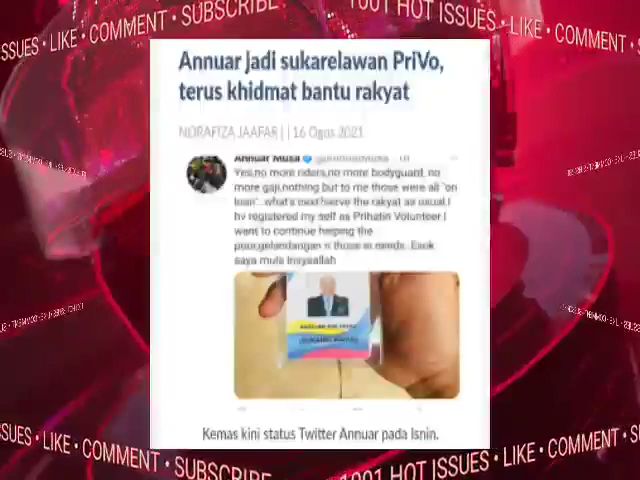 SSUES • LIKE • COMMENT • SUBSCRIBE
1001 HOT ISSUES • LIKE • COMM
Annuar jadi sukarelawan PriVo,
terus khidmat bantu rakyat
NORAFIZA JAAFAR | | 16 Ogos 2021
Annuar Musa
Yes,no more riders,no more bodyguard, no
more gaji,nothing but to me those were all "on
loan"..what's next?serve the rakyat as usual.I
hv registered my self as Prihatin Volunteer I
want to continue helping the
poor,gelandangan n those in needs. Esok
saya mula Insyaallah
Kemas kini status Twitter Annuar pada Isnin.
SUES • LIKE • COMMENT • SUBSCRIBE
1001 HOT ISSUES • LIKE • COMME